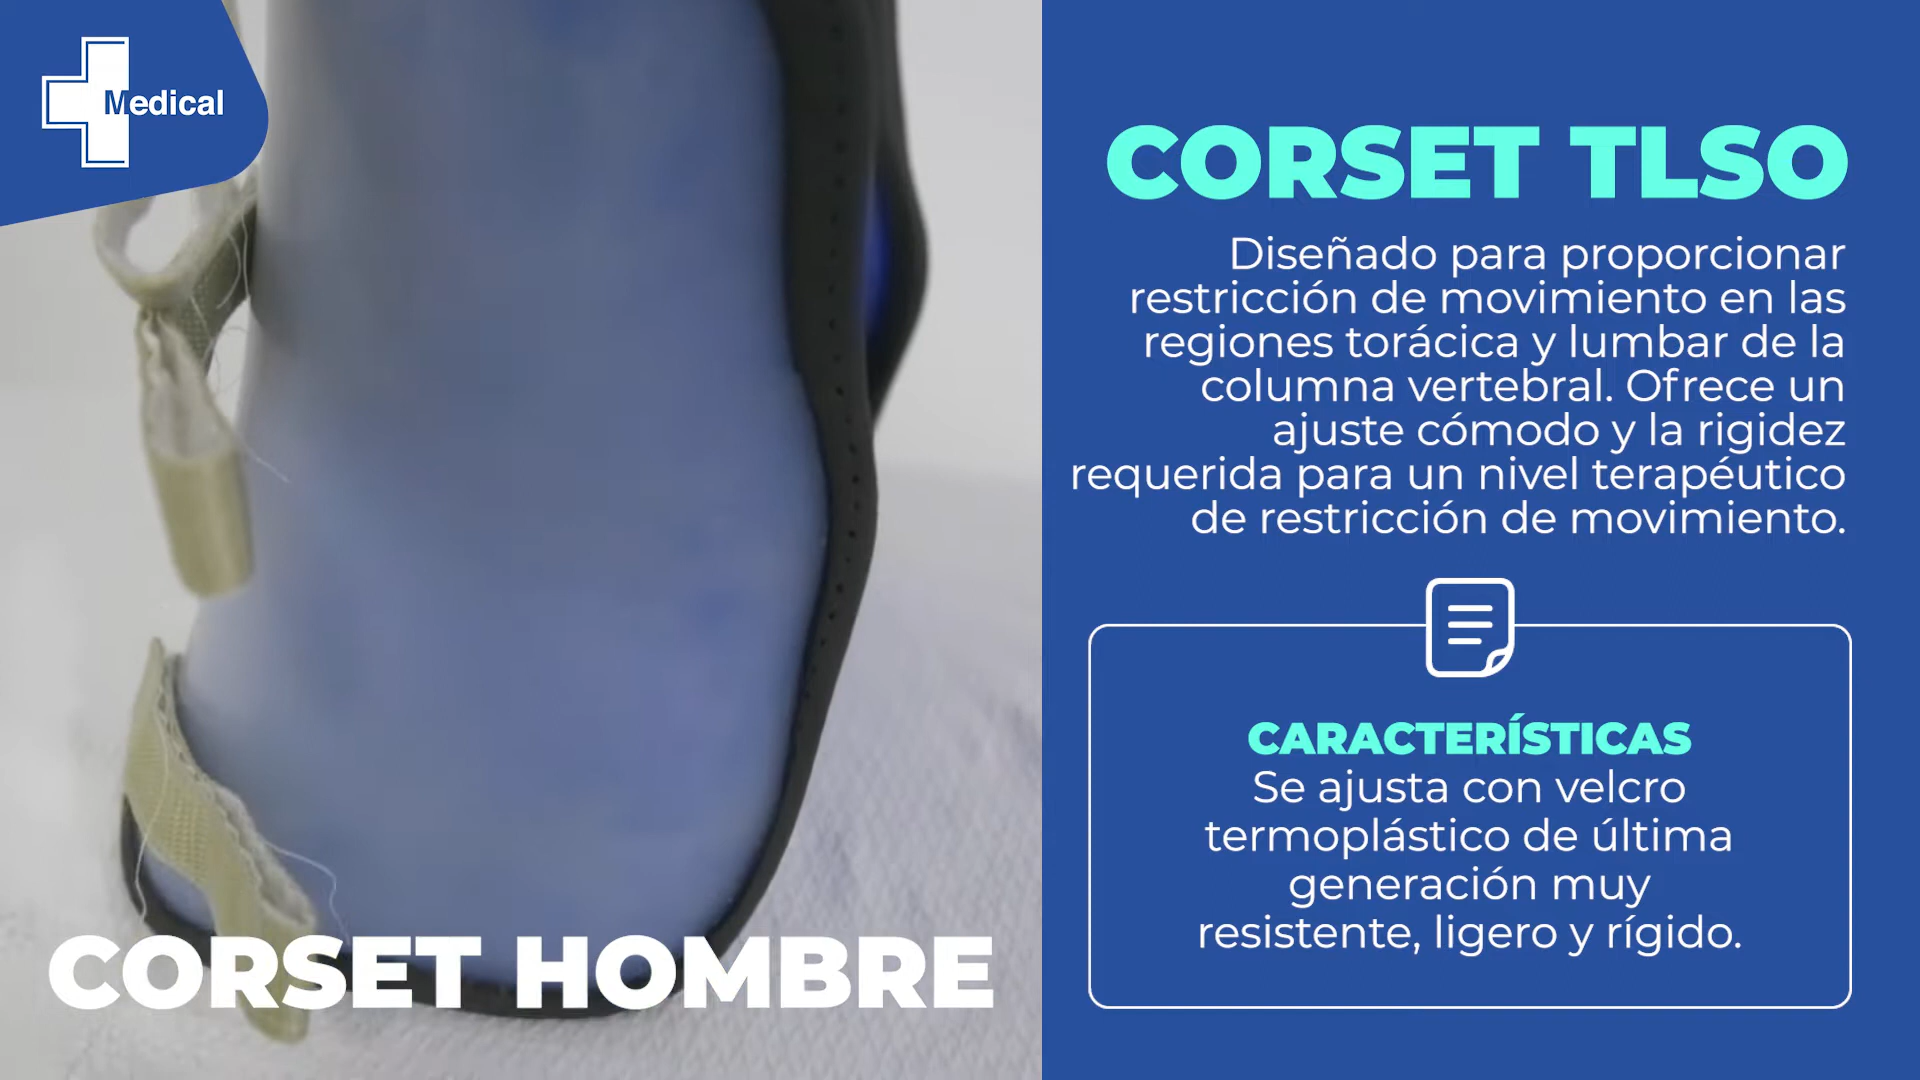 Medical
CORSET HOMBRE
CORSET TLSO
Diseñado para proporcionar
restricción de movimiento en las
regiones torácica y lumbar de la
columna vertebral. Ofrece un
ajuste cómodo y la rigidez
requerida para un nivel terapéutico
de restricción de movimiento.
CARACTERÍSTICAS
Se ajusta con velcro
termoplástico de última
generación muy
resistente, ligero y rígido.